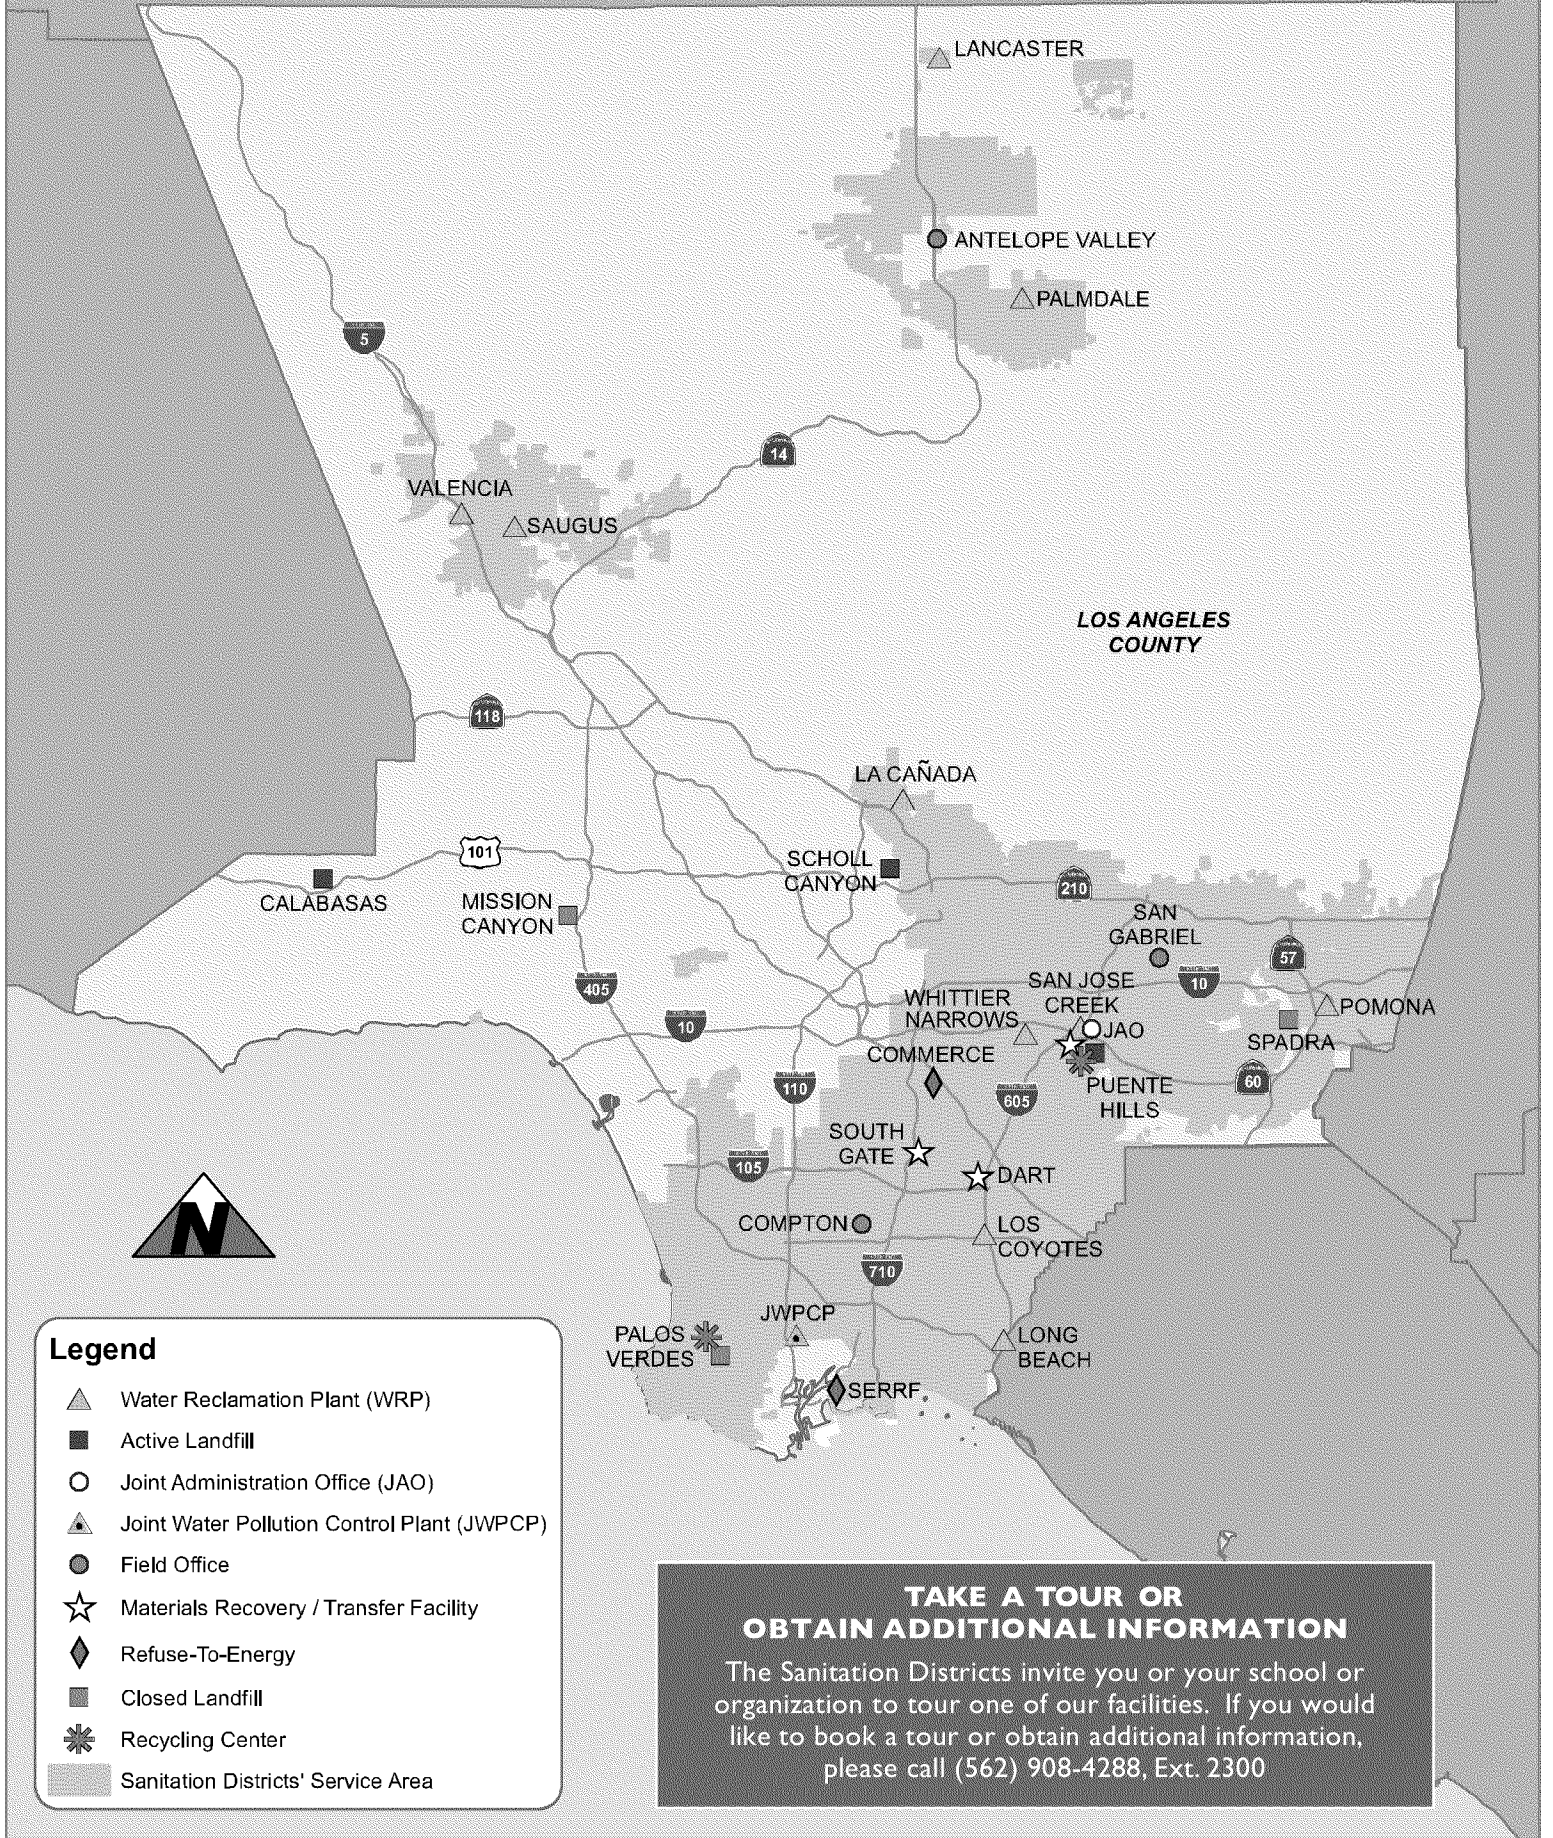 LANCASTER
ANTELOPE VALLEY
PALMDALE
5
14
VALENCIA
SAUGUS
LOS ANGELES
COUNTY
118
LA CAÑADA
101
SCHOLL
CANYON
CALABASAS
MISSION
CANYON
210
SAN
GABRIEL
57
405
10
SAN JOSE
CREEK
WHITTIER
NARROWS
10
POMONA
JAO
SPADRA
COMMERCE
110
605
60
PUENTE
HILLS
SOUTH
GATE
105
DART
COMPTON
LOS
COYOTES
710
JWPCP
PALOS
VERDES
LONG
BEACH
SERRF
N
Legend
Water Reclamation Plant (WRP)
Active Landfill
Joint Administration Office (JAO)
Joint Water Pollution Control Plant (JWPCP)
Field Office
Materials Recovery / Transfer Facility
Refuse-To-Energy
Closed Landfill
Recycling Center
Sanitation Districts' Service Area
TAKE A TOUR OR
OBTAIN ADDITIONAL INFORMATION
The Sanitation Districts invite you or your school or
organization to tour one of our facilities. If you would
like to book a tour or obtain additional information,
please call (562) 908-4288, Ext. 2300